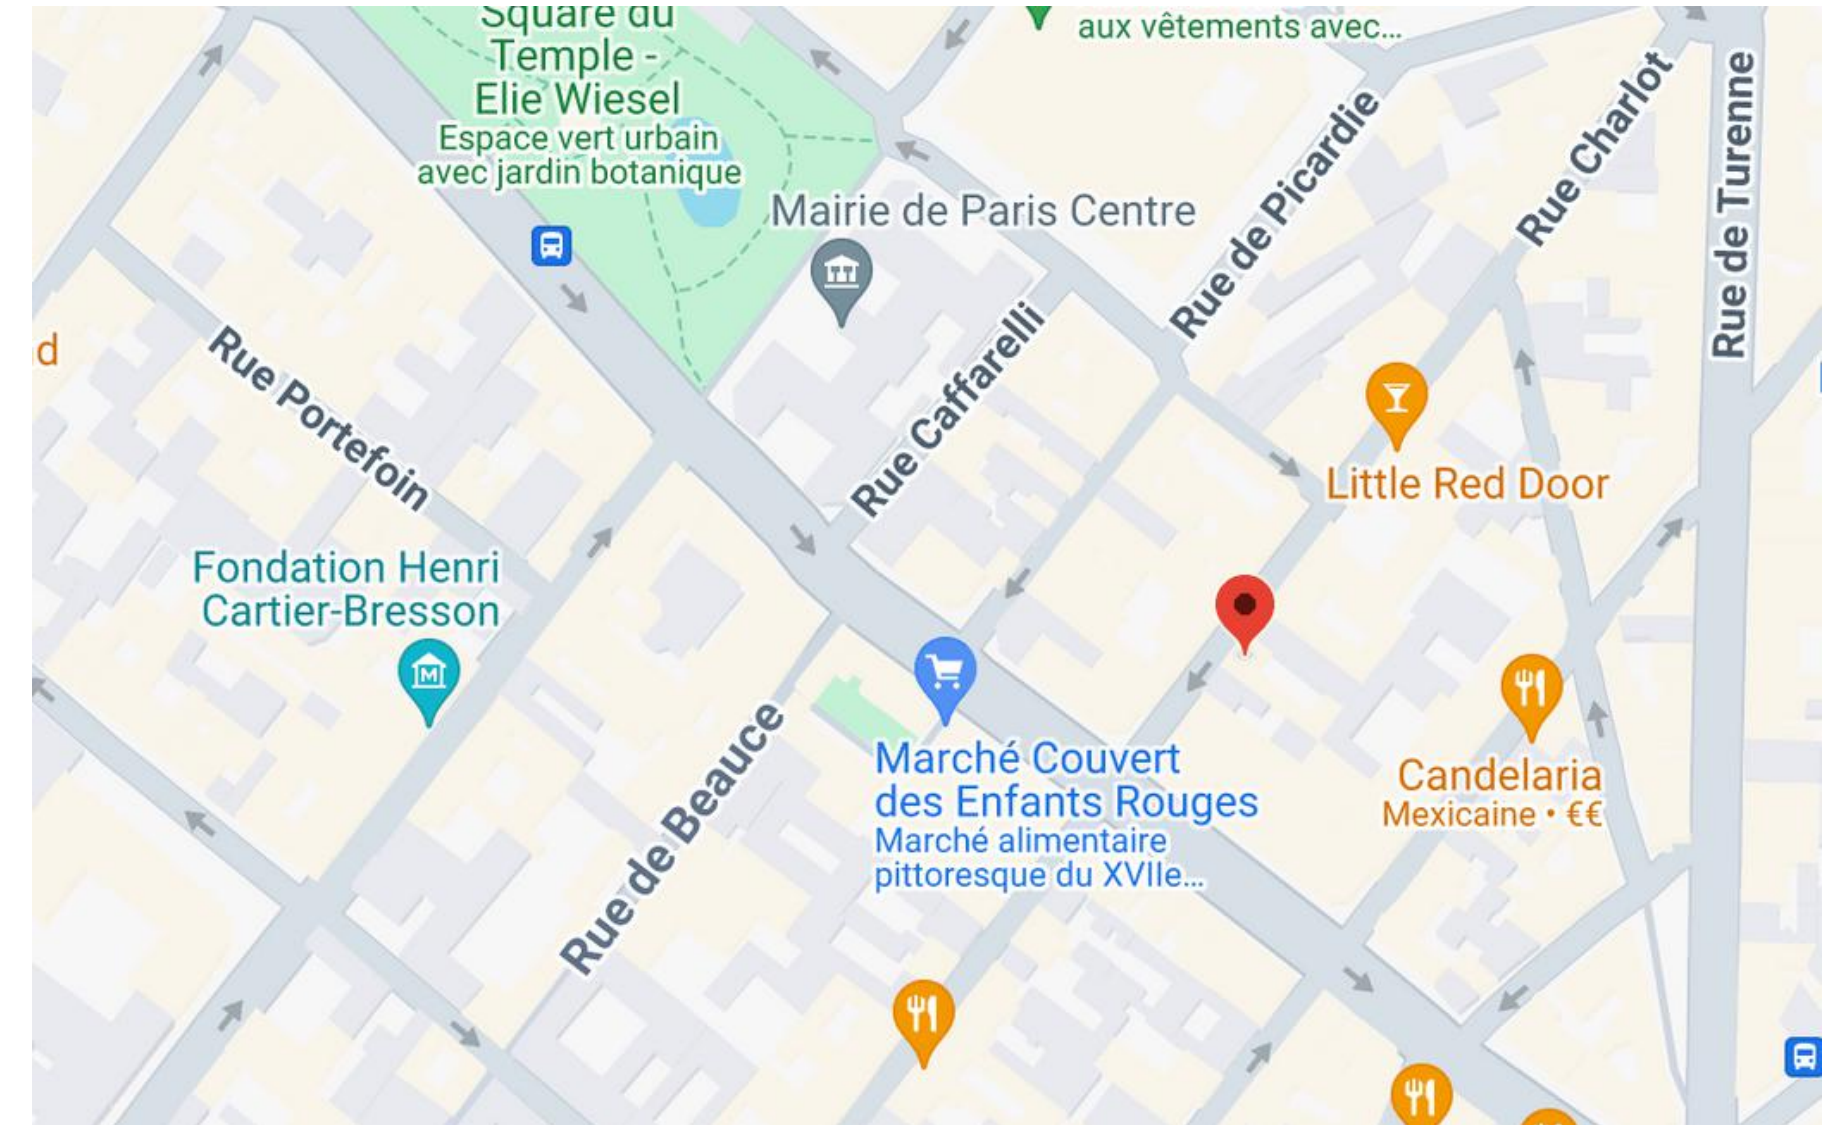 Square du
Temple -
Elie Wiesel
Espace vert urbain
avec jardin botanique
aux vêtements avec...
Mairie de Paris Centre
Rue de Picardie
Rue Charlot
Rue de Turenne
d
Rue Portefoin
Rue Caffarelli
Little Red Door
Fondation Henri
Cartier-Bresson
Rue de Beauce
Marché Couvert
des Enfants Rouges
Marché alimentaire
pittoresque du XVIIe...
Candelaria
Mexicaine • €€